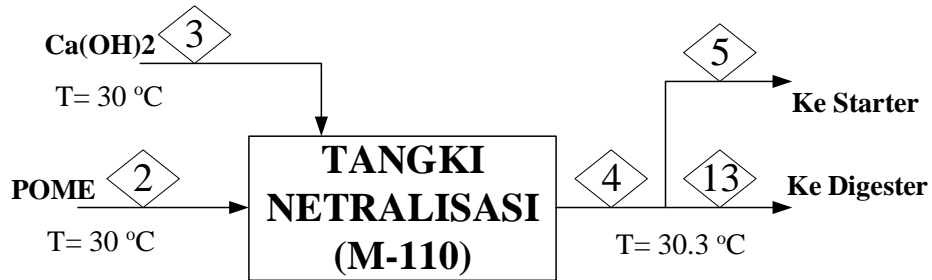 Ca(OH)2
3
T= 30 °C
5
Ke Starter
POME
2
T= 30 °C
TANGKI
NETRALISASI
(M-110)
4
13
Ke Digester
T= 30.3 °C